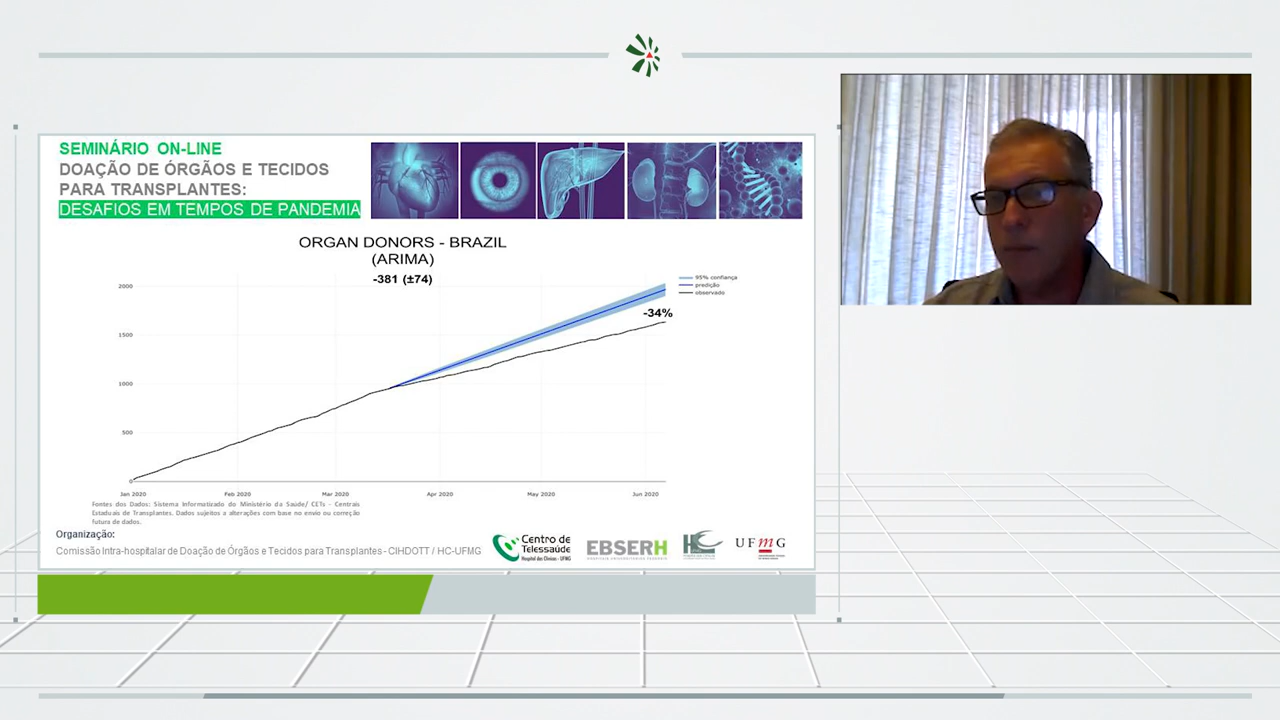 SEMINÁRIO ON-LINE
DOAÇÃO DE ÓRGÃOS E TECIDOS
PARA TRANSPLANTES:
DESAFIOS EM TEMPOS DE PANDEMIA
ORGAN DONORS - BRAZIL
(ARIMA)
-381 (±74)
95% confiança
predição
observado
-34%
2000
1500
1000
500
0
Jan 2020 Feb 2020 Mar 2020 Apr 2020 May 2020 Jun 2020
Fontes dos Dados: Sistema Informatizado do Ministério da Saúde/ CETs - Centrais
Estaduais de Transplantes. Dados sujeitos a alterações com base no envio ou correção
futura de dados.
Organização:
Comissão Intra-hospitalar de Doação de Órgãos e Tecidos para Transplantes - CIHDOTT / HC-UFMG
Centro de
Telessaúde
Hospital das Clínicas - UFMG
EBSERH
HOSPITAIS UNIVERSITÁRIOS FEDERAIS
HC
UFMG